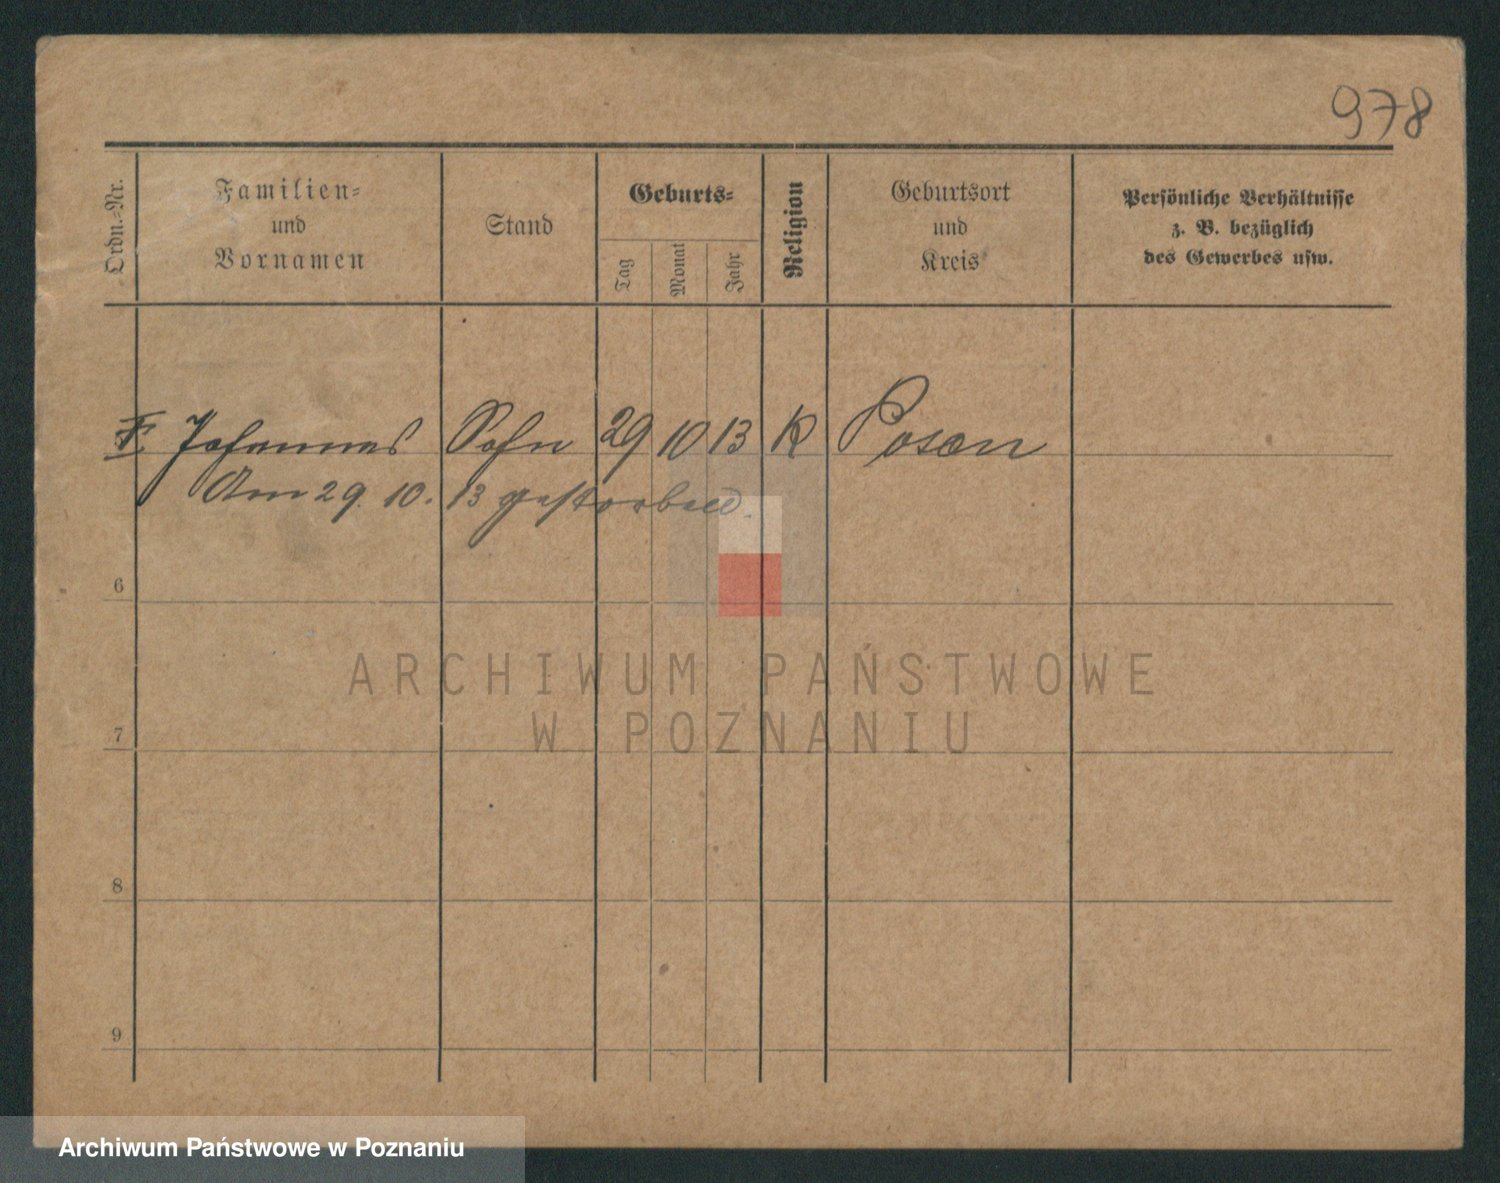 978
Ordn.-Nr.
Familien-
und
Vornamen
Stand
Geburts-
Tag
Monat
Jahr
Religion
Geburtsort
und
Kreis
Persönliche Verhältnisse
z. B. bezüglich
des Gewerbes usw.
Johannes Sohn 29 10 13 K Posen
Am 29. 10. 13 gestorben.
6
ARCHIWUM PAŃSTWOWE
W POZNANIU
7
8
9
Archiwum Państwowe w Poznaniu